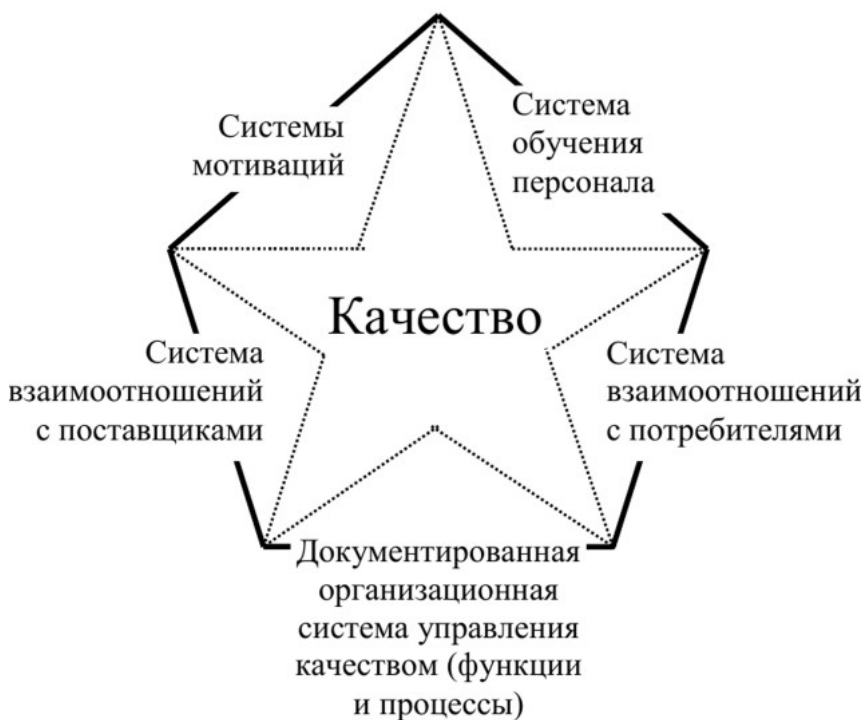 Системы
мотиваций
Система
обучения
персонала
Качество
Система
взаимоотношений
с поставщиками
Система
взаимоотношений
с потребителями
Документированная
организационная
система управления
качеством (функции
и процессы)